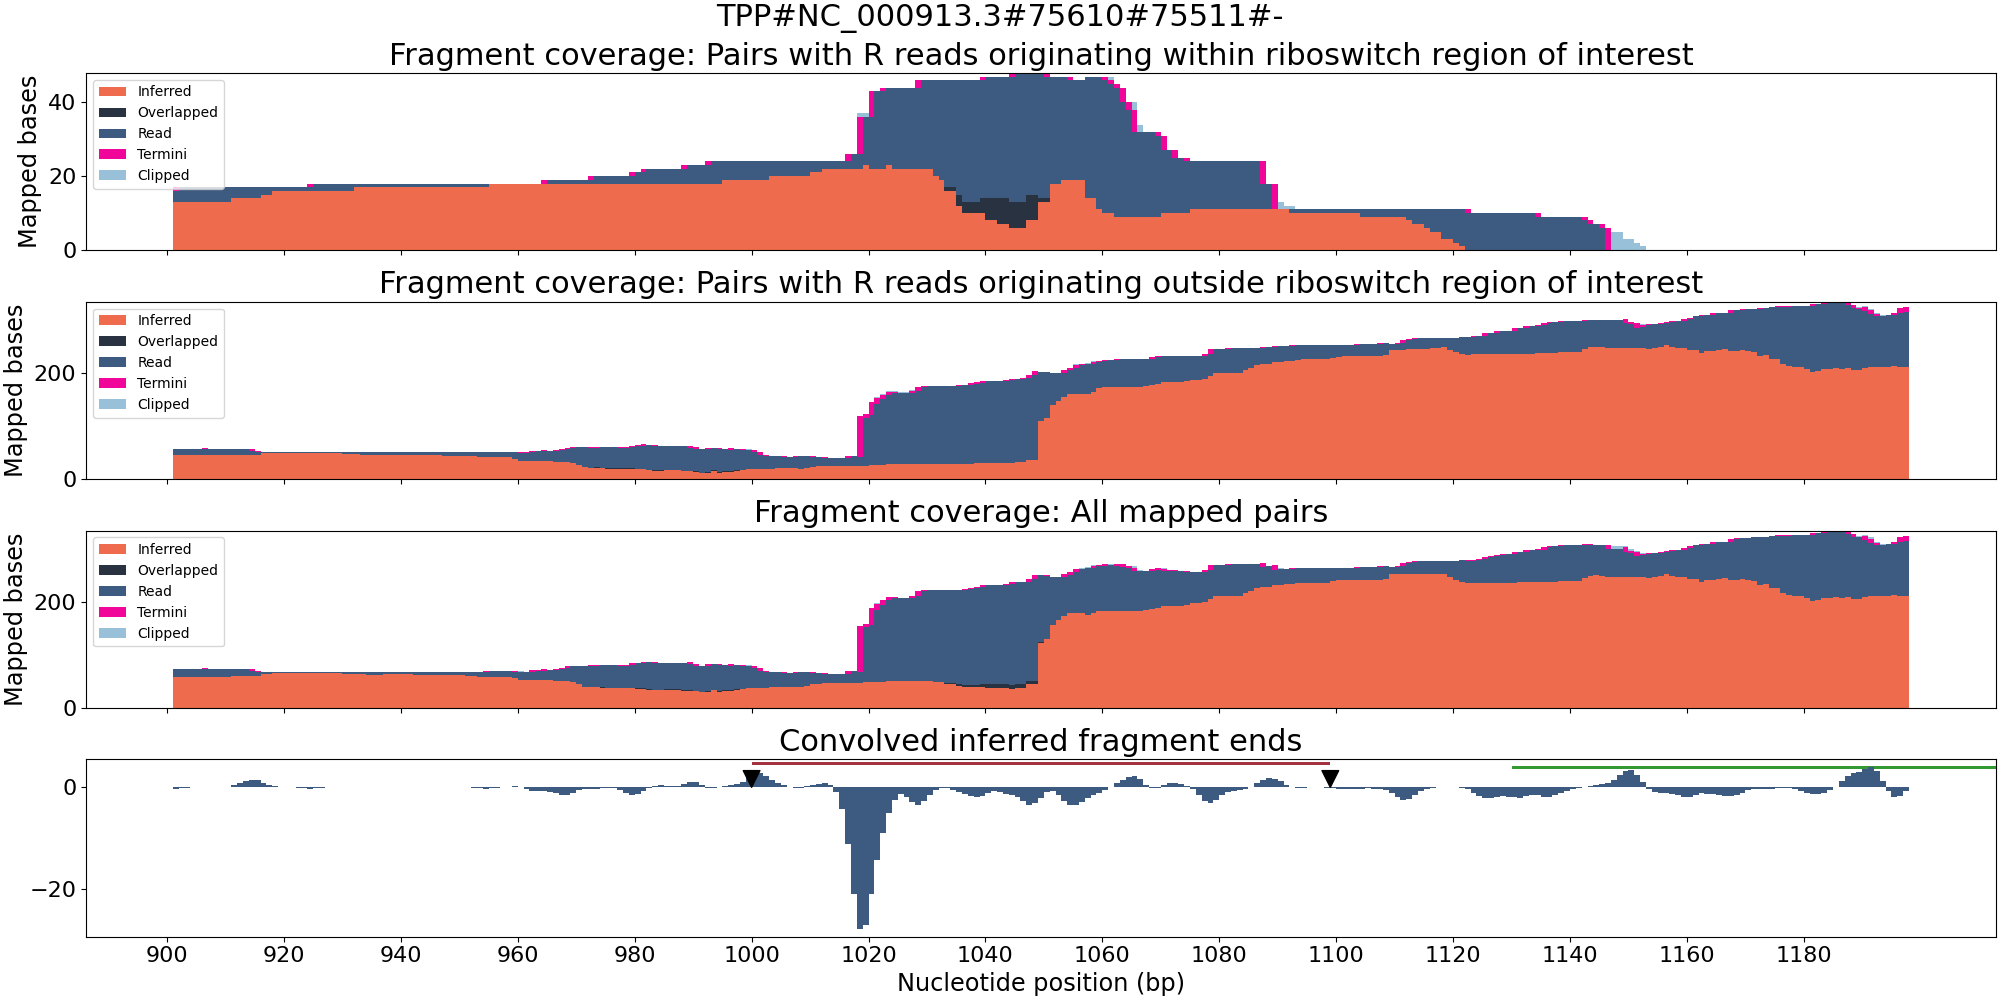 TPP#NC_000913.3#75610#75511#-
Fragment coverage: Pairs with R reads originating within riboswitch region of interest
Mapped bases
40
20
0
Inferred
Overlapped
Read
Termini
Clipped
Fragment coverage: Pairs with R reads originating outside riboswitch region of interest
Mapped bases
200
0
Inferred
Overlapped
Read
Termini
Clipped
Fragment coverage: All mapped pairs
Mapped bases
200
0
Inferred
Overlapped
Read
Termini
Clipped
Convolved inferred fragment ends
0
−20
900 920 940 960 980 1000 1020 1040 1060 1080 1100 1120 1140 1160 1180
Nucleotide position (bp)